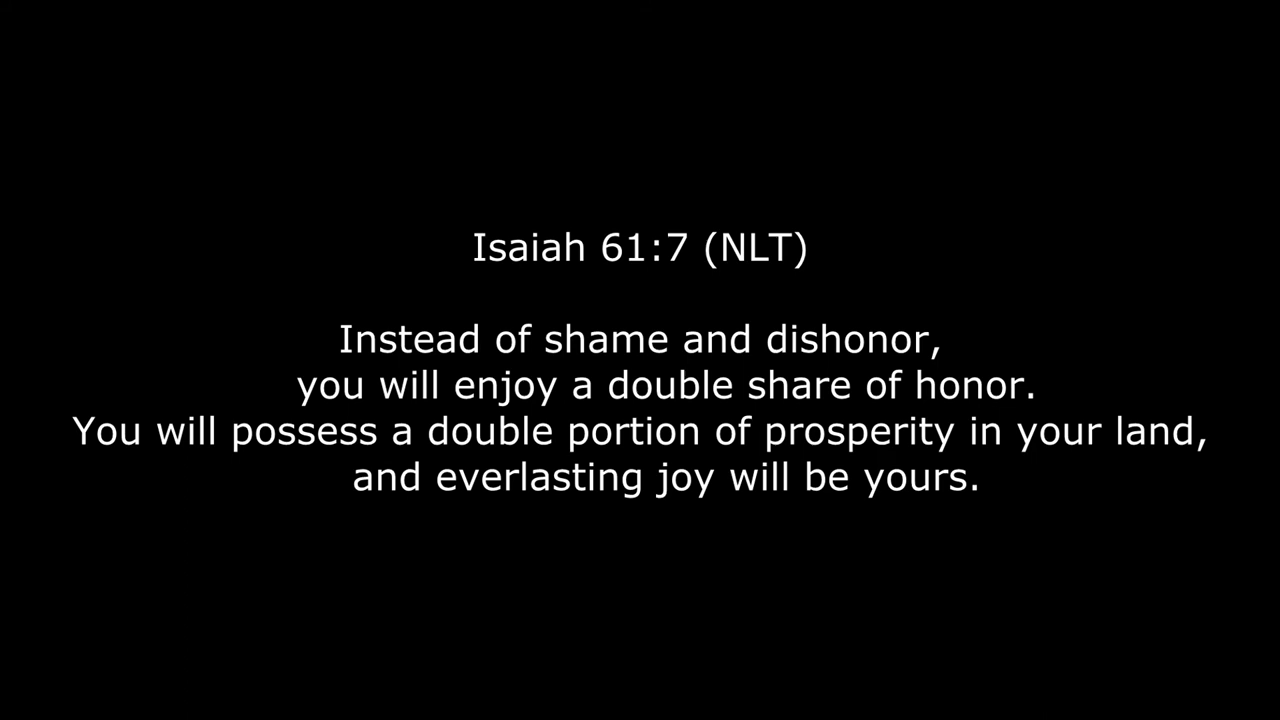 Isaiah 61:7 (NLT)
Instead of shame and dishonor,
you will enjoy a double share of honor.
You will possess a double portion of prosperity in your land,
and everlasting joy will be yours.